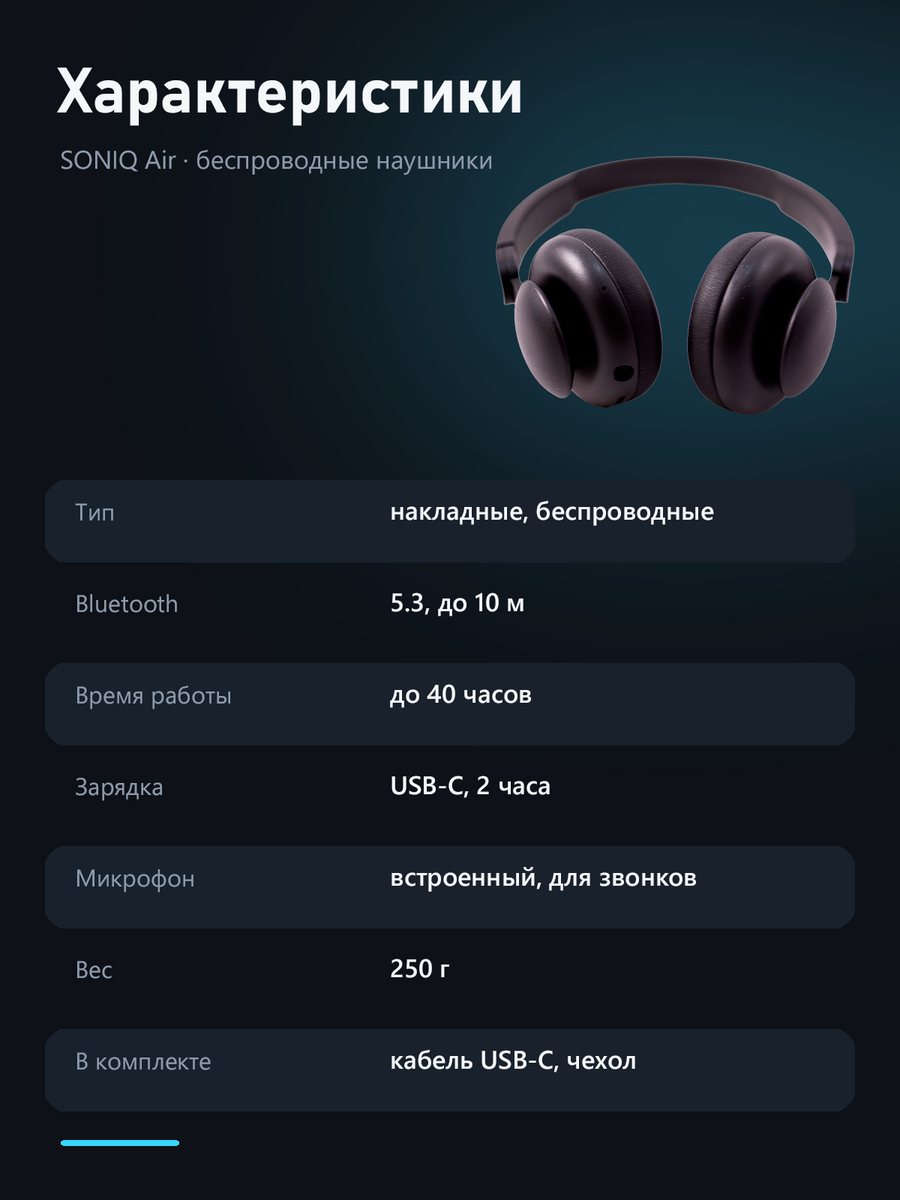 Характеристики
SONIQ Air · беспроводные наушники
Тип накладные, беспроводные
Bluetooth 5.3, до 10 м
Время работы до 40 часов
Зарядка USB-C, 2 часа
Микрофон встроенный, для звонков
Вес 250 г
В комплекте кабель USB-C, чехол